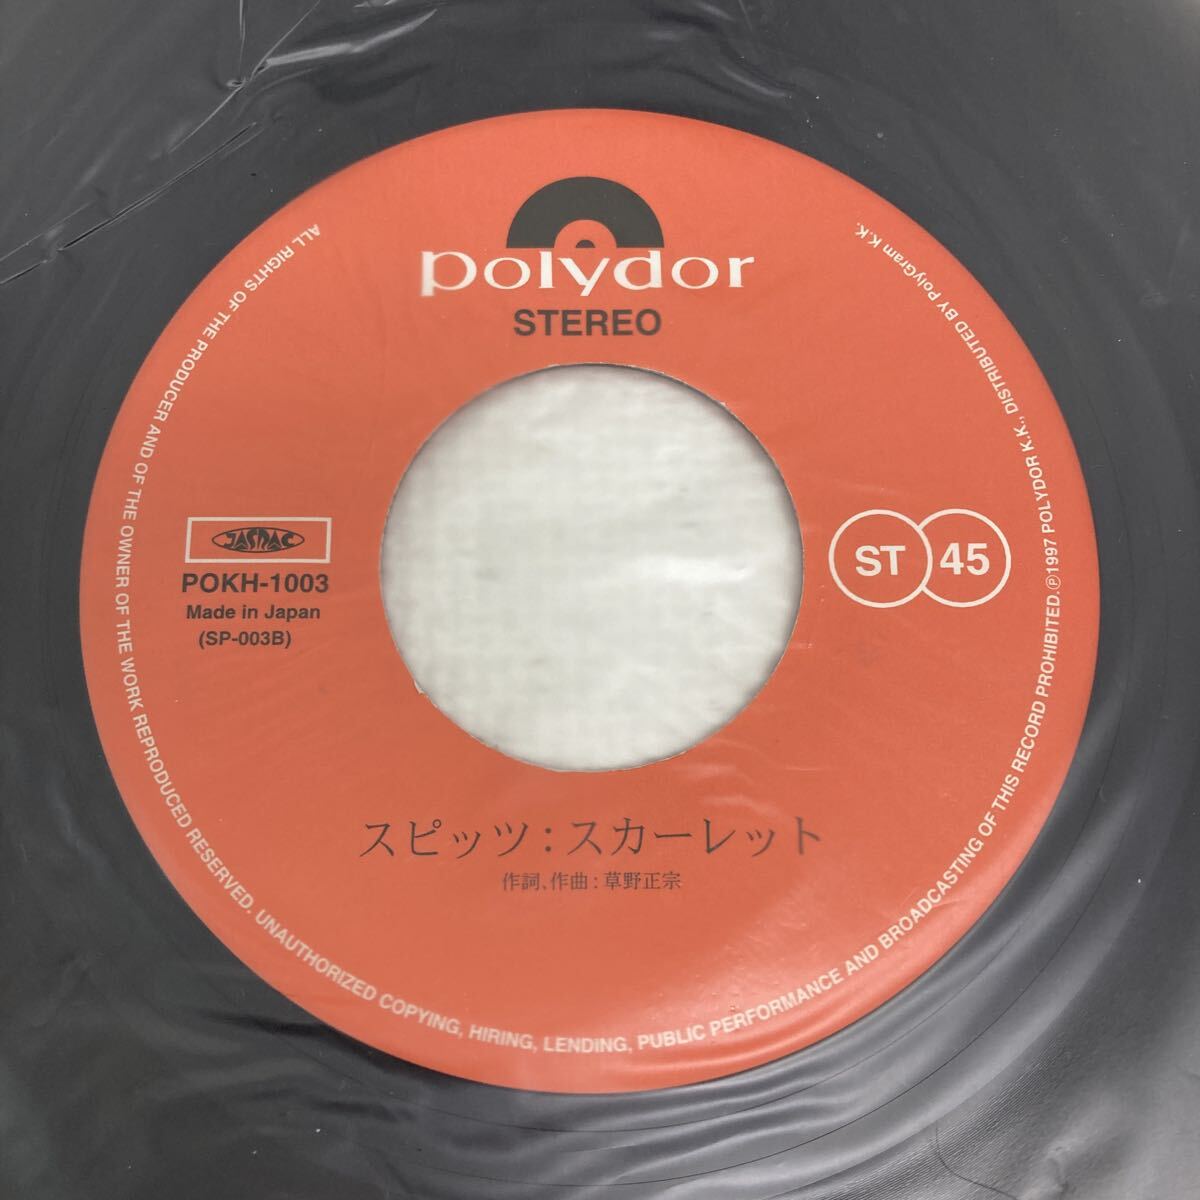 polydor
STEREO
JASRAC
POKH-1003
Made in Japan
(SP-003B)
ST 45
スピッツ:スカーレット
作詞、作曲:草野正宗
ALL RIGHTS OF THE PRODUCER AND OF THE OWNER OF THE WORK REPRODUCED RESERVED. UNAUTHORIZED COPYING, HIRING, LENDING, PUBLIC PERFORMANCE AND BROADCASTING OF THIS RECORD PROHIBITED.℗1997 POLYDOR K.K., DISTRIBUTED BY PolyGram K.K.